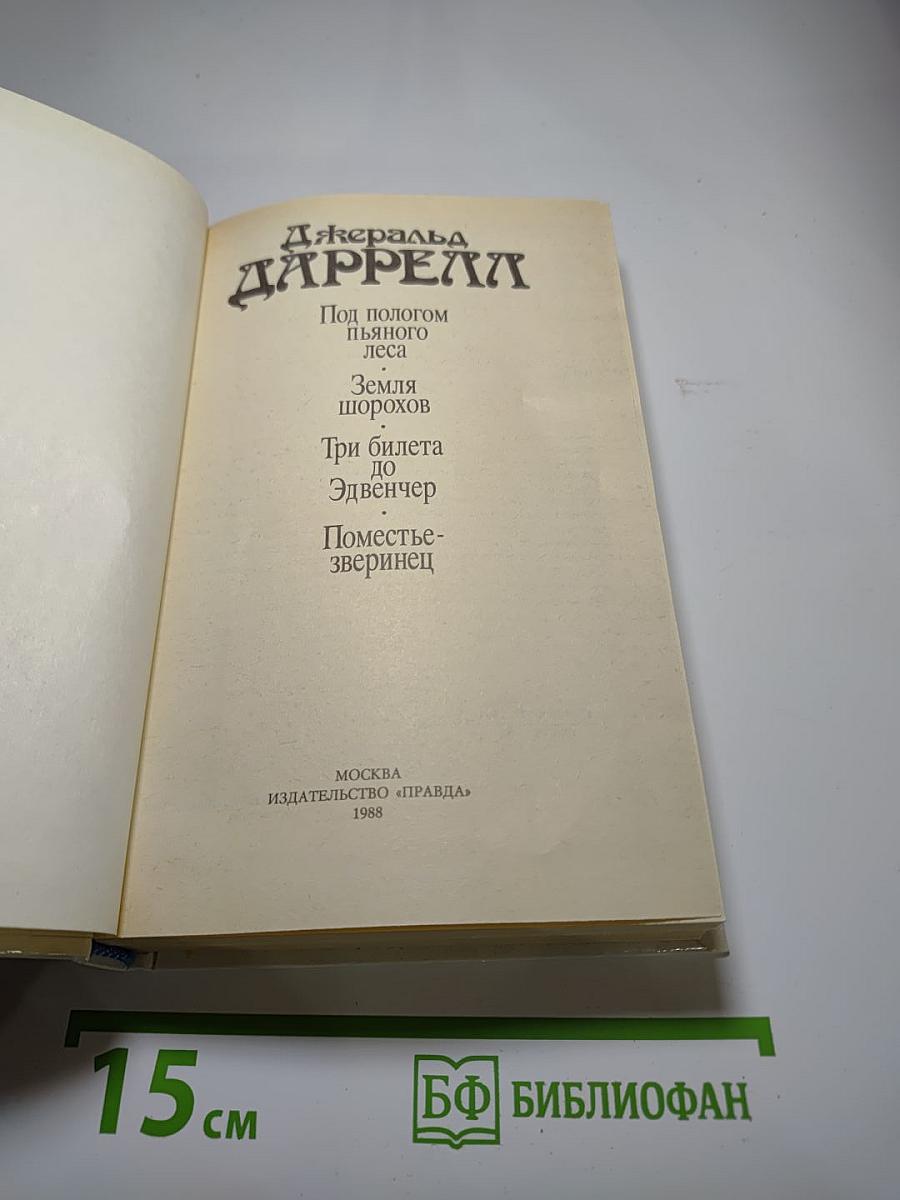 Джеральд
ДАРРЕЛЛ
Под пологом
пьяного
леса
·
Земля
шорохов
·
Три билета
до
Эдвенчер
·
Поместье-
зверинец
МОСКВА
ИЗДАТЕЛЬСТВО «ПРАВДА»
1988
15 см
БФ БИБЛИОФАН